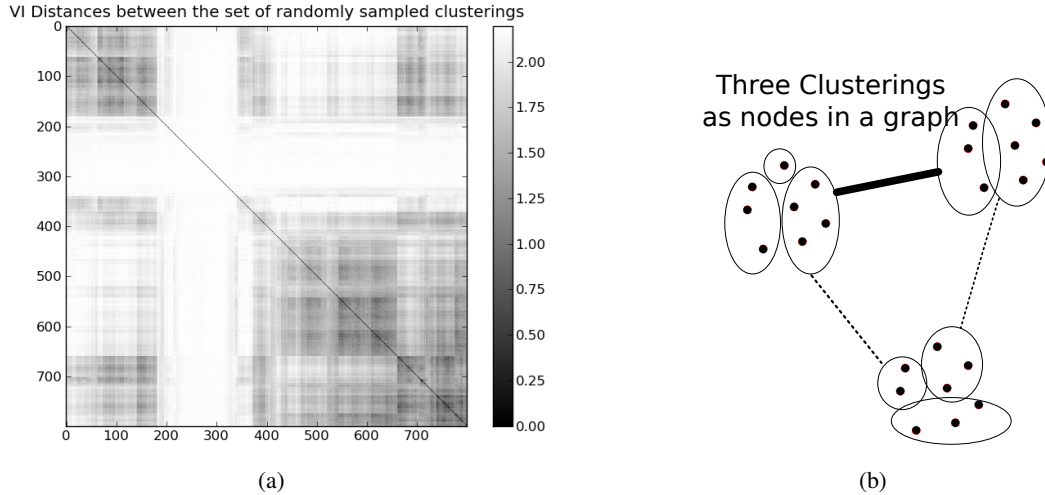 VI Distances between the set of randomly sampled clusterings
0
100
200
300
400
500
600
700
0 100 200 300 400 500 600 700
2.00
1.75
1.50
1.25
1.00
0.75
0.50
0.25
0.00
(a)
Three Clusterings
as nodes in a graph
(b)